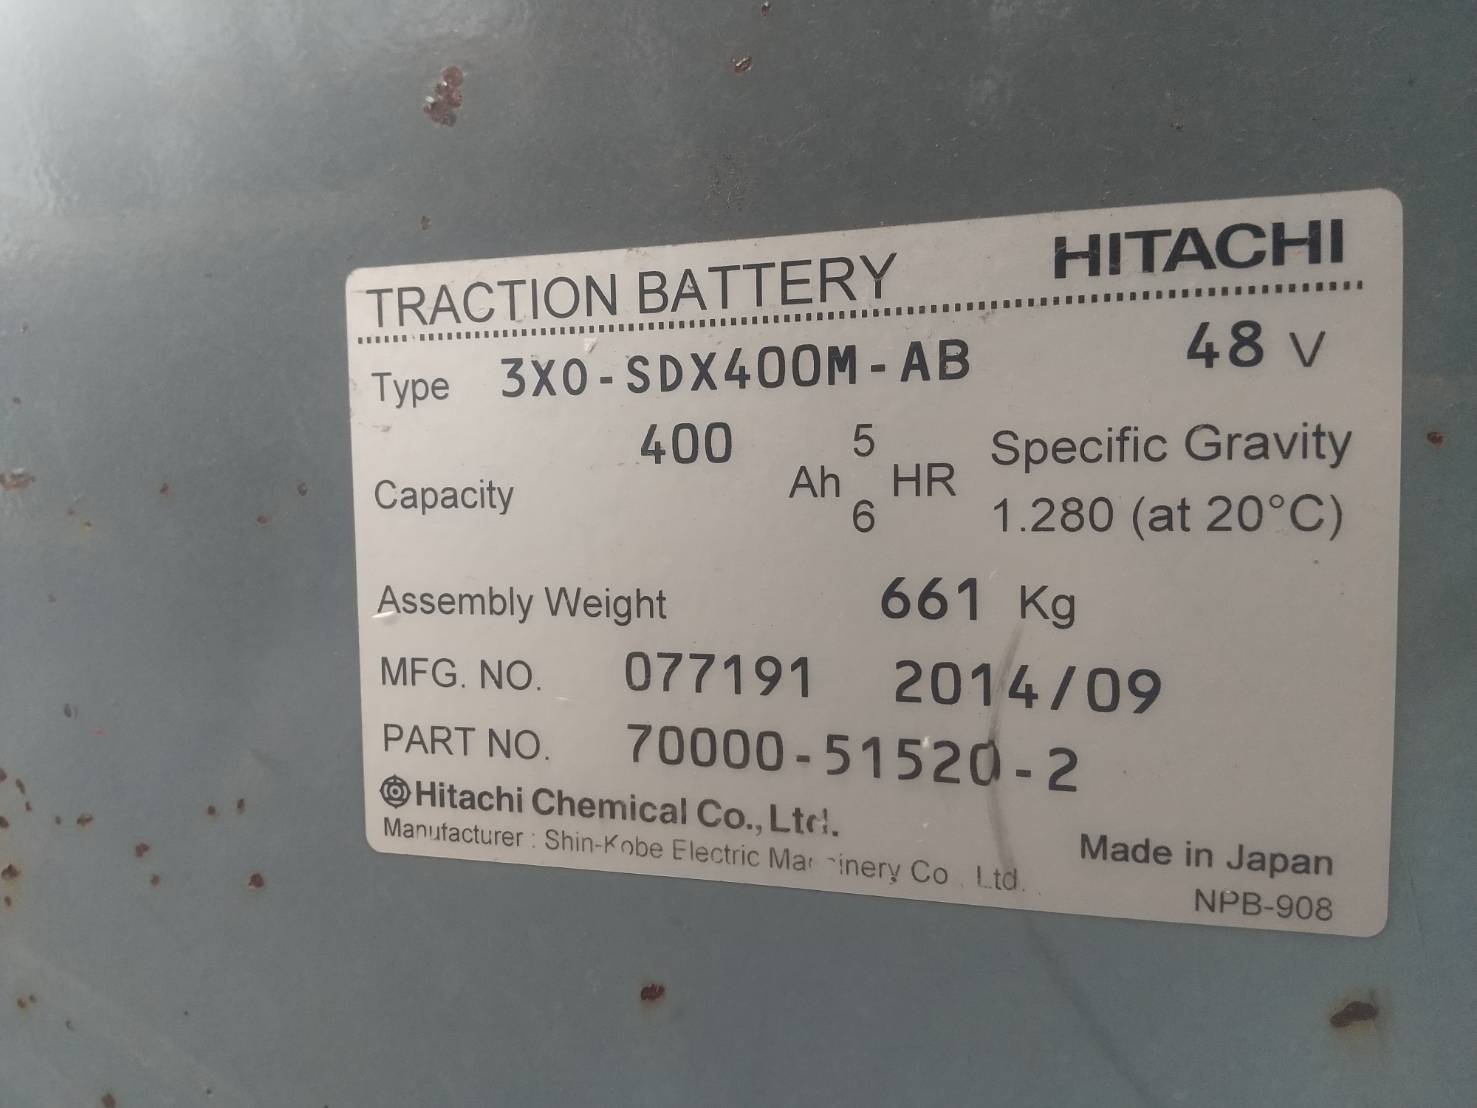 TRACTION BATTERY HITACHI
Type 3X0-SDX400M-AB 48 V
Capacity 400 Ah 5 HR Specific Gravity
6 1.280 (at 20°C)
Assembly Weight 661 Kg
MFG. NO. 077191 2014/09
PART NO. 70000-51520-2
Hitachi Chemical Co., Ltd.
Manufacturer : Shin-Kobe Electric Machinery Co., Ltd.
Made in Japan
NPB-908